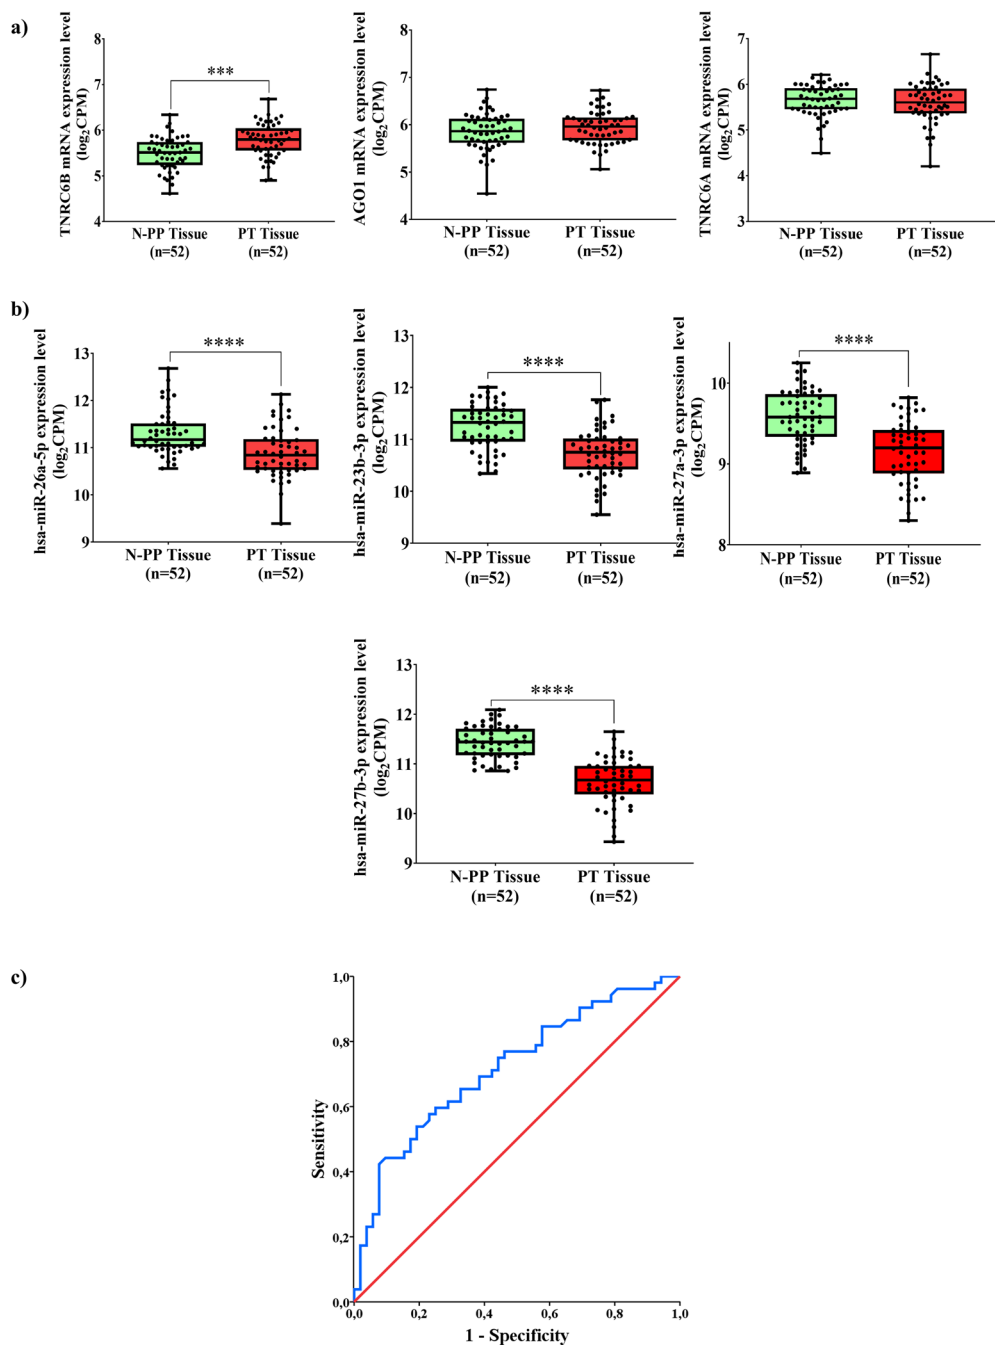 a)
TNRC6B mRNA expression level
(log₂CPM)
8
7
6
5
4
***
N-PP Tissue
(n=52)
PT Tissue
(n=52)
AGO1 mRNA expression level
(log₂CPM)
8
7
6
5
4
N-PP Tissue
(n=52)
PT Tissue
(n=52)
TNRC6A mRNA expression level
(log₂CPM)
7
6
5
4
3
N-PP Tissue
(n=52)
PT Tissue
(n=52)
b)
hsa-miR-26a-5p expression level
(log₂CPM)
13
12
11
10
9
****
N-PP Tissue
(n=52)
PT Tissue
(n=52)
hsa-miR-23b-3p expression level
(log₂CPM)
13
12
11
10
9
****
N-PP Tissue
(n=52)
PT Tissue
(n=52)
hsa-miR-27a-3p expression level
(log₂CPM)
10
9
8
****
N-PP Tissue
(n=52)
PT Tissue
(n=52)
hsa-miR-27b-3p expression level
(log₂CPM)
13
12
11
10
9
****
N-PP Tissue
(n=52)
PT Tissue
(n=52)
c)
Sensitivity
1,0
0,8
0,6
0,4
0,2
0,0
0,0 0,2 0,4 0,6 0,8 1,0
1 - Specificity